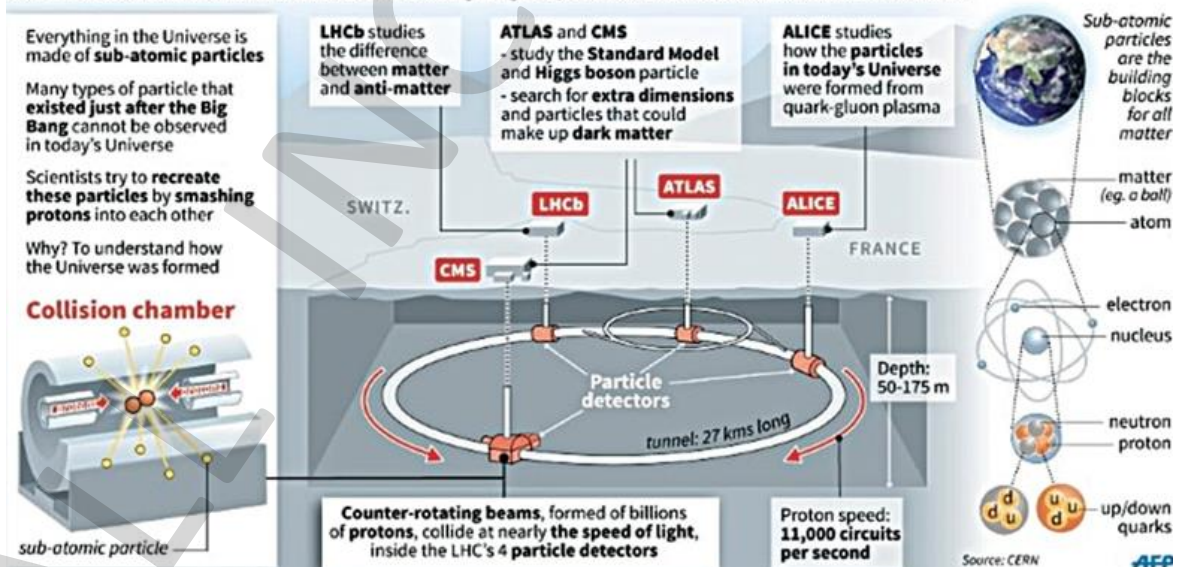 Everything in the Universe is
made of sub-atomic particles
Many types of particle that
existed just after the Big
Bang cannot be observed
in today's Universe
Scientists try to recreate
these particles by smashing
protons into each other
Why? To understand how
the Universe was formed
Collision chamber
sub-atomic particle
LHCb studies
the difference
between matter
and anti-matter
ATLAS and CMS
- study the Standard Model
and Higgs boson particle
- search for extra dimensions
and particles that could
make up dark matter
ALICE studies
how the particles
in today's Universe
were formed from
quark-gluon plasma
SWITZ.
LHCb
ATLAS
ALICE
CMS
FRANCE
Particle
detectors
tunnel: 27 kms long
Depth:
50-175 m
Counter-rotating beams, formed of billions
of protons, collide at nearly the speed of light,
inside the LHC's 4 particle detectors
Proton speed:
11,000 circuits
per second
Sub-atomic
particles
are the
building
blocks
for all
matter
matter
(eg. a ball)
atom
electron
nucleus
neutron
proton
d
d
u
u
u
d
up/down
quarks
Source: CERN
AFP